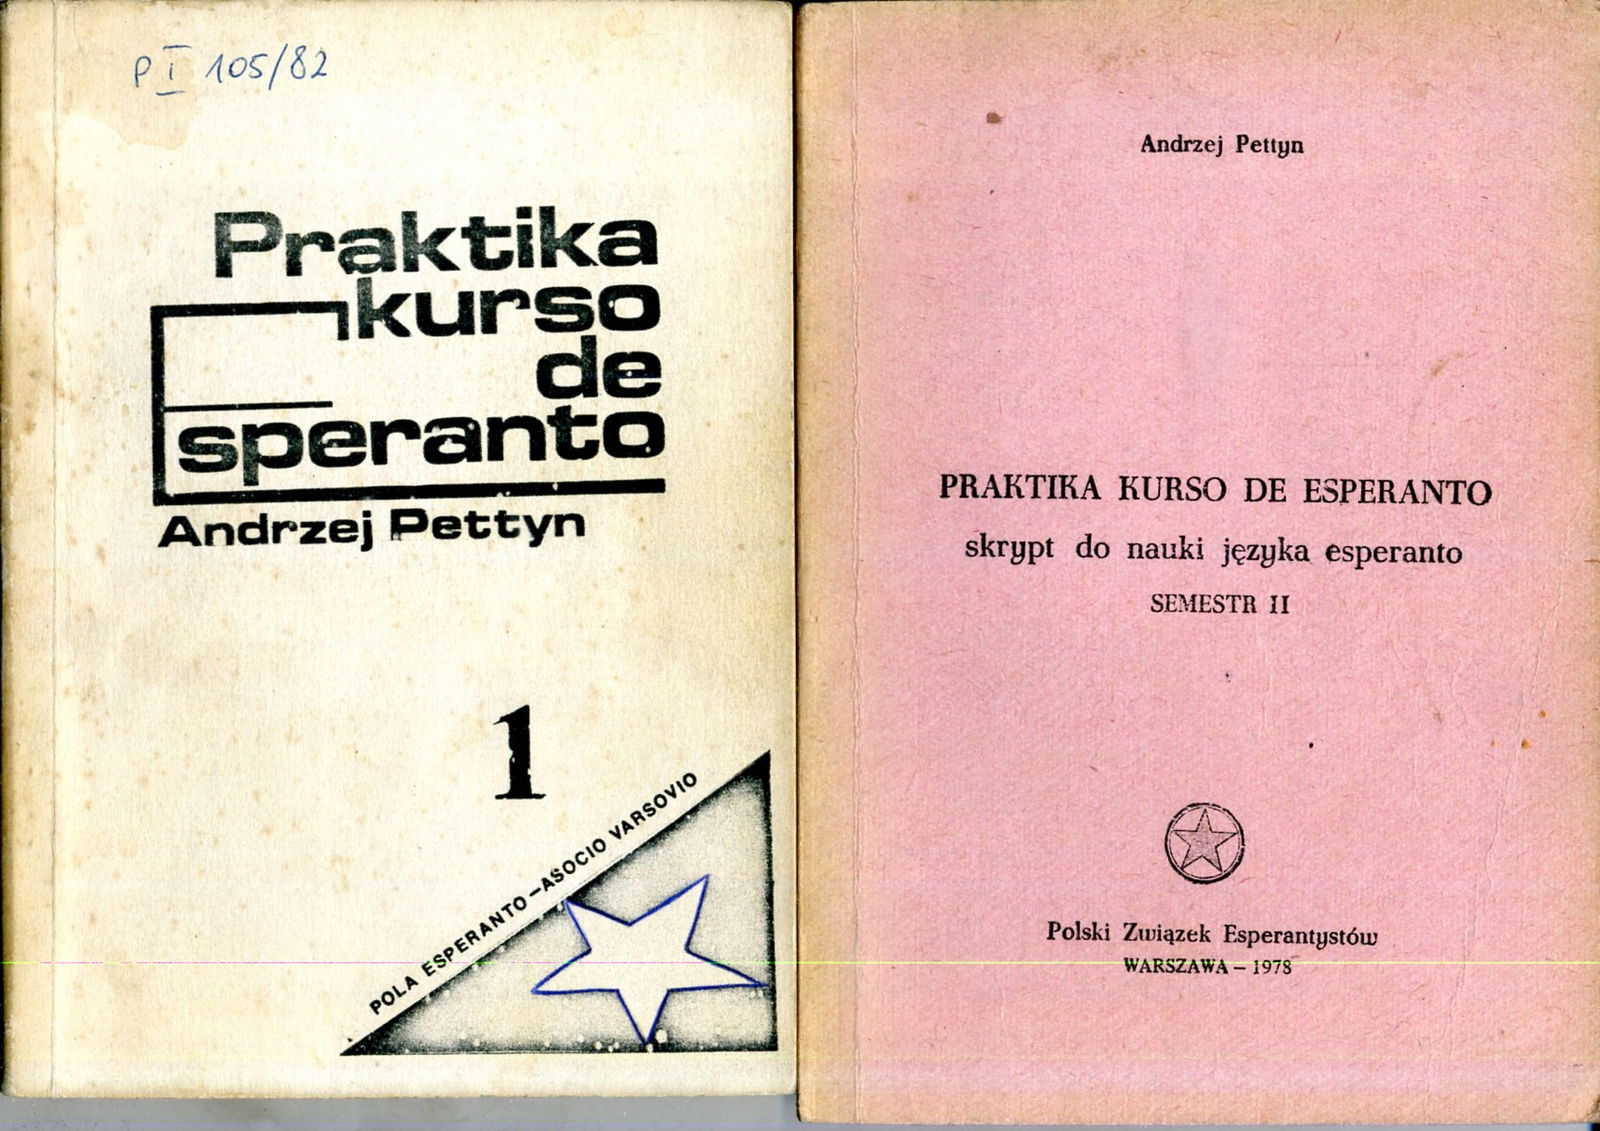 P I 105/82
Praktika
kurso
de
Esperanto
Andrzej Pettyn
1
POLA ESPERANTO-ASOCIO VARSOVIO
Andrzej Pettyn
PRAKTIKA KURSO DE ESPERANTO
skrypt do nauki języka esperanto
SEMESTR II
Polski Związek Esperantystów
WARSZAWA – 1978